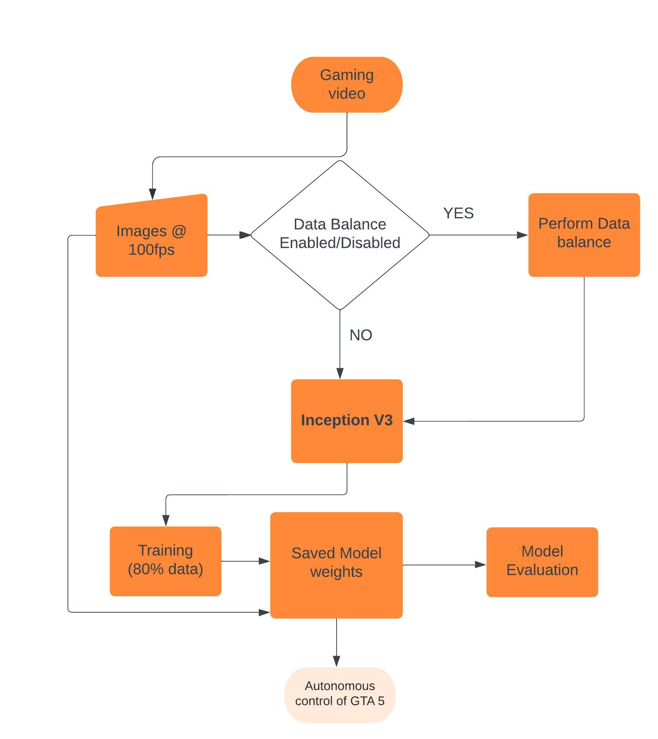 Gaming
video
Images @
100fps
Data Balance
Enabled/Disabled
YES
Perform Data
balance
NO
Inception V3
Training
(80% data)
Saved Model
weights
Model
Evaluation
Autonomous
control of GTA 5